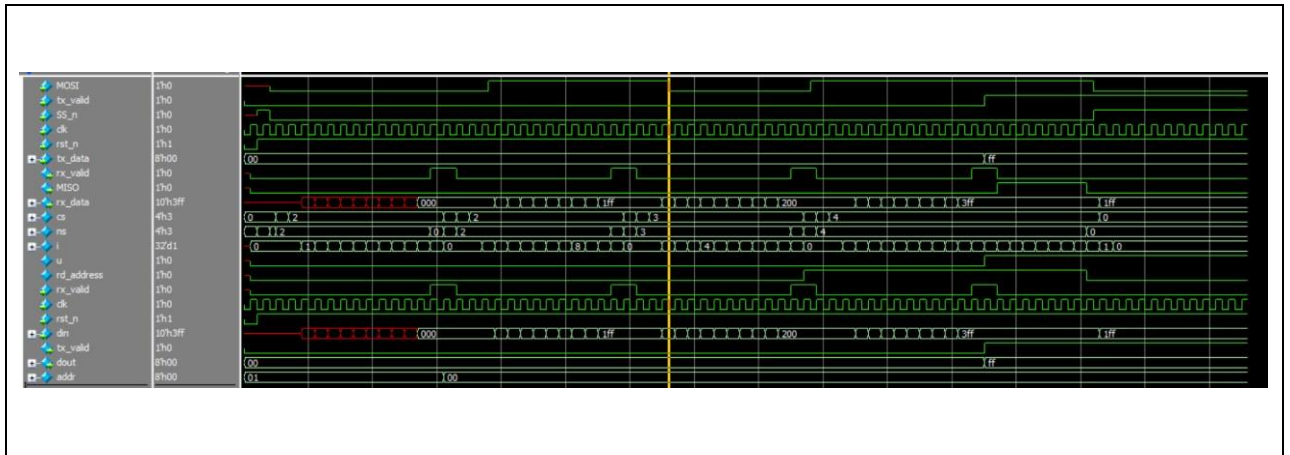 MOSI 1'h0
tx_valid 1'h0
SS_n 1'h0
clk 1'h0
rst_n 1'h1
tx_data 8'h00 00 ff
rx_valid 1'h0
MISO 1'h0
rx_data 10'h3ff 000 1ff 200 3ff 1ff
cs 4'h3 0 2 2 3 4 0
ns 4'h3 2 0 2 3 4 0
i 32'd1 0 1 0 8 0 4 0 1 0
u 1'h0
rd_address 1'h0
rx_valid 1'h0
clk 1'h0
rst_n 1'h1
din 10'h3ff 000 1ff 200 3ff 1ff
tx_valid 1'h0
dout 8'h00 00 ff
addr 8'h00 01 00